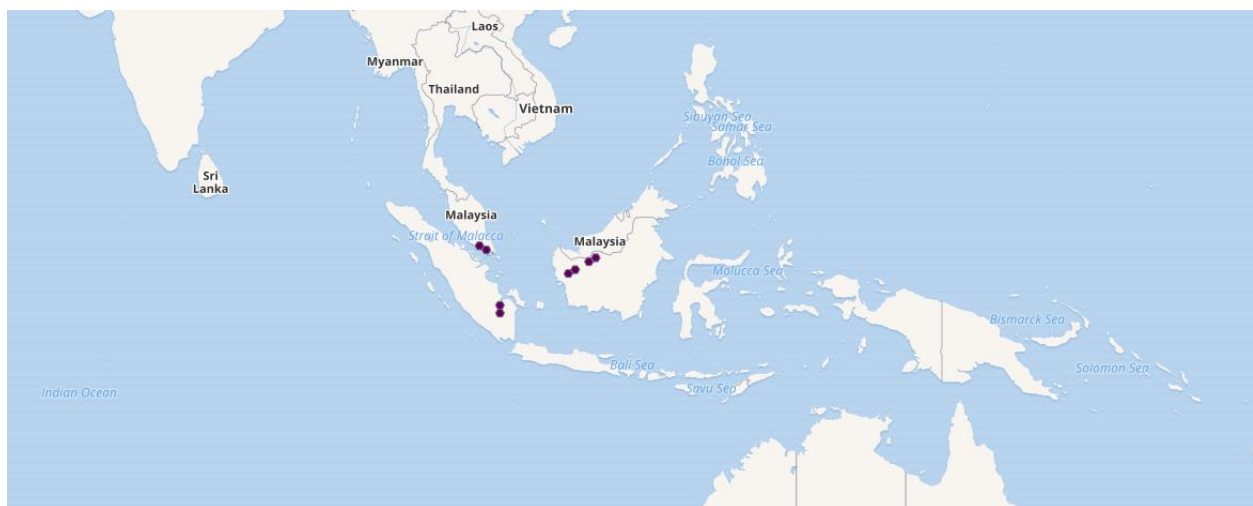 Laos
Myanmar
Thailand
Vietnam
Sibuyan Sea
Samar Sea
Bohol Sea
Sri
Lanka
Malaysia
Strait of Malacca
Malaysia
Molucca Sea
Bismarck Sea
Bali Sea
Solomon Sea
Savu Sea
Indian Ocean